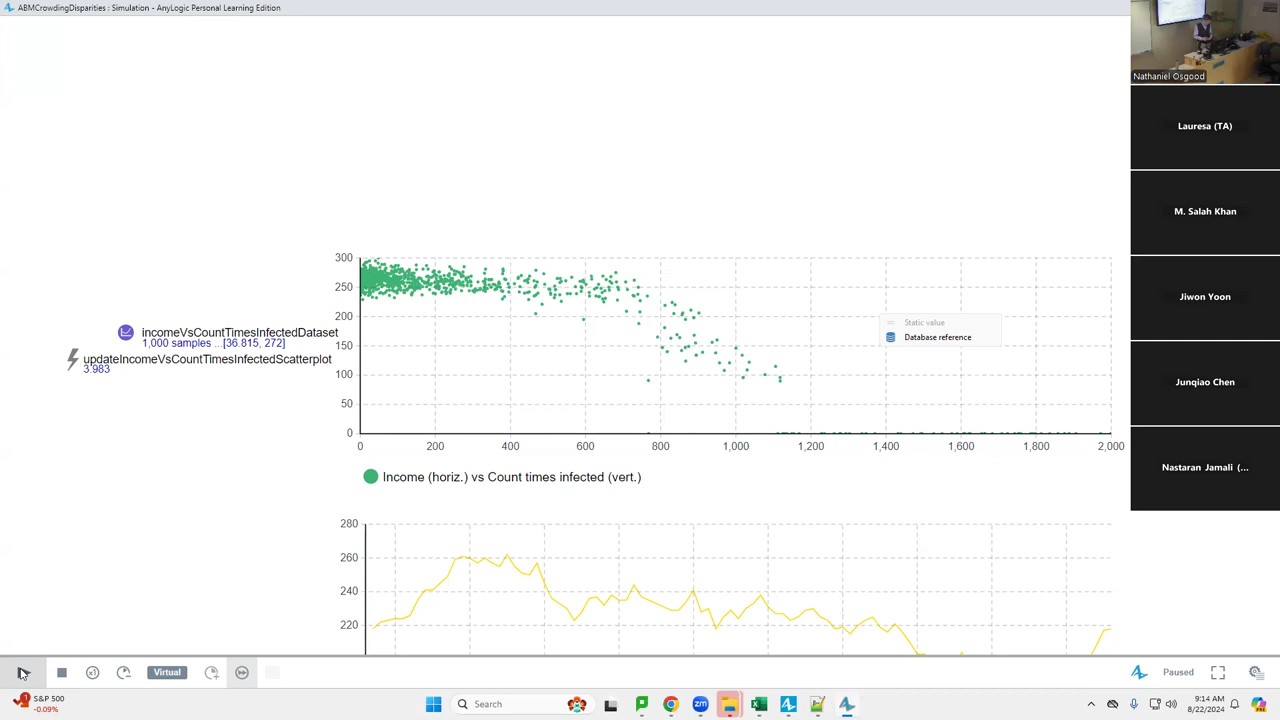 ABMCrowdingDisparities : Simulation - AnyLogic Personal Learning Edition
Nathaniel Osgood
Lauresa (TA)
M. Salah Khan
Jiwon Yoon
Junqiao Chen
Nastaran Jamali (...
300
250
200
150
100
50
0
0 200 400 600 800 1,000 1,200 1,400 1,600 1,800 2,000
incomeVsCountTimesInfectedDataset
1,000 samples ...[36.815, 272]
updateIncomeVsCountTimesInfectedScatterplot
3.983
Static value
Database reference
Income (horiz.) vs Count times infected (vert.)
280
260
240
220
x1
Virtual
Paused
1
S&P 500
-0.09%
Search
zm
9:14 AM
8/22/2024